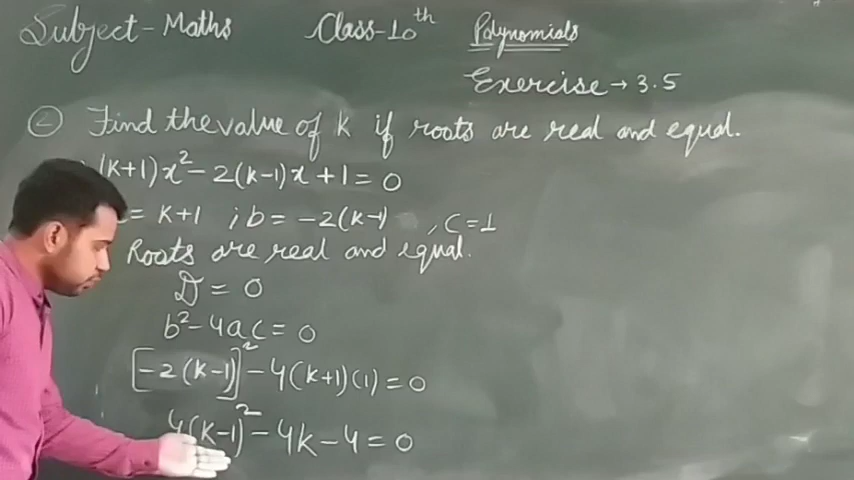 Subject - Maths Class-10th Polynomials
Exercise → 3.5
② Find the value of K if roots are real and equal.
(K+1)x² - 2(K-1)x + 1 = 0
= K+1 ; b = -2(K-1) , C = 1
Roots are real and equal.
D = 0
b² - 4ac = 0
[-2(K-1)]² - 4(K+1)(1) = 0
4(K-1)² - 4K - 4 = 0